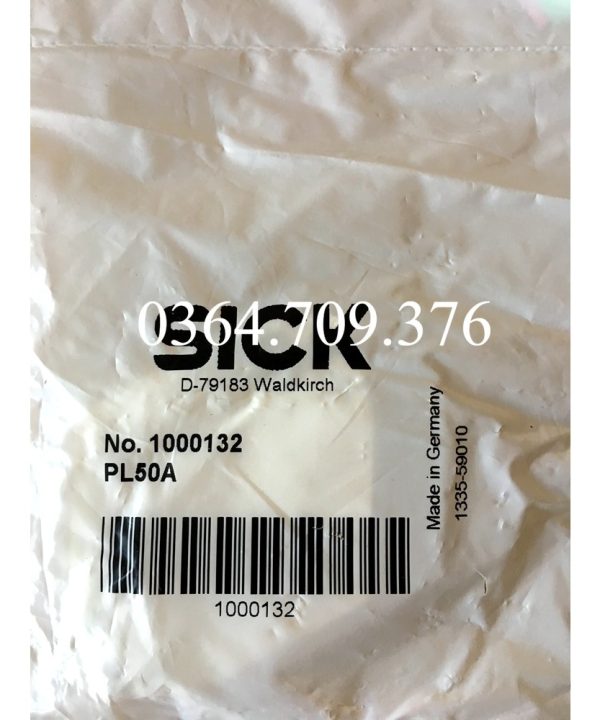 SICK
0364.709.376
D-79183 Waldkirch
No. 1000132
PL50A
1000132
Made in Germany
1335-59010